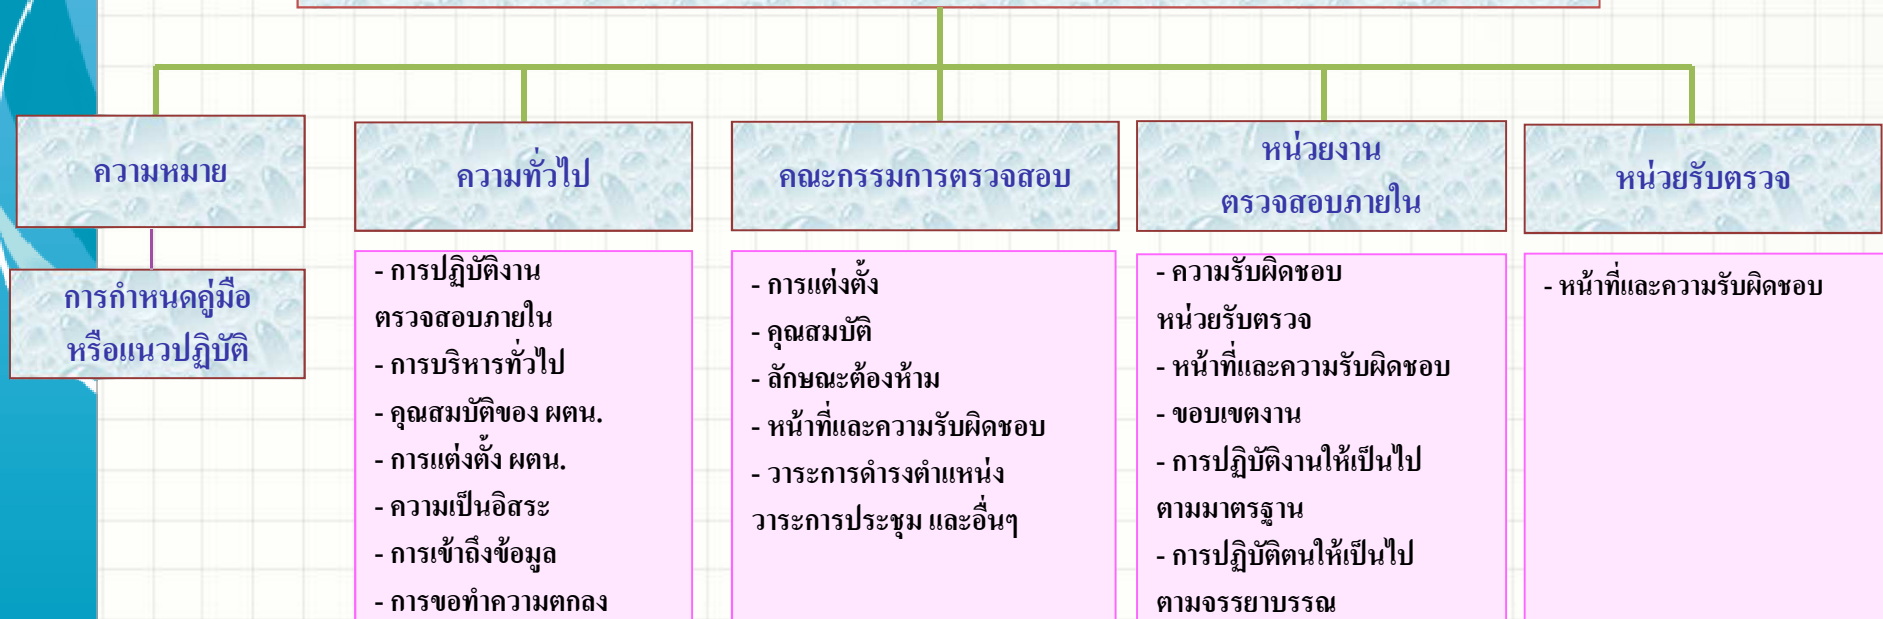 ความหมาย
การกำหนดคู่มือ
หรือแนวปฏิบัติ
ความทั่วไป
- การปฏิบัติงาน
ตรวจสอบภายใน
- การบริหารทั่วไป
- คุณสมบัติของ ผตน.
- การแต่งตั้ง ผตน.
- ความเป็นอิสระ
- การเข้าถึงข้อมูล
- การขอทำความตกลง
คณะกรรมการตรวจสอบ
- การแต่งตั้ง
- คุณสมบัติ
- ลักษณะต้องห้าม
- หน้าที่และความรับผิดชอบ
- วาระการดำรงตำแหน่ง
วาระการประชุม และอื่นๆ
หน่วยงาน
ตรวจสอบภายใน
- ความรับผิดชอบ
หน่วยรับตรวจ
- หน้าที่และความรับผิดชอบ
- ขอบเขตงาน
- การปฏิบัติงานให้เป็นไป
ตามมาตรฐาน
- การปฏิบัติตนให้เป็นไป
ตามจรรยาบรรณ
หน่วยรับตรวจ
- หน้าที่และความรับผิดชอบ